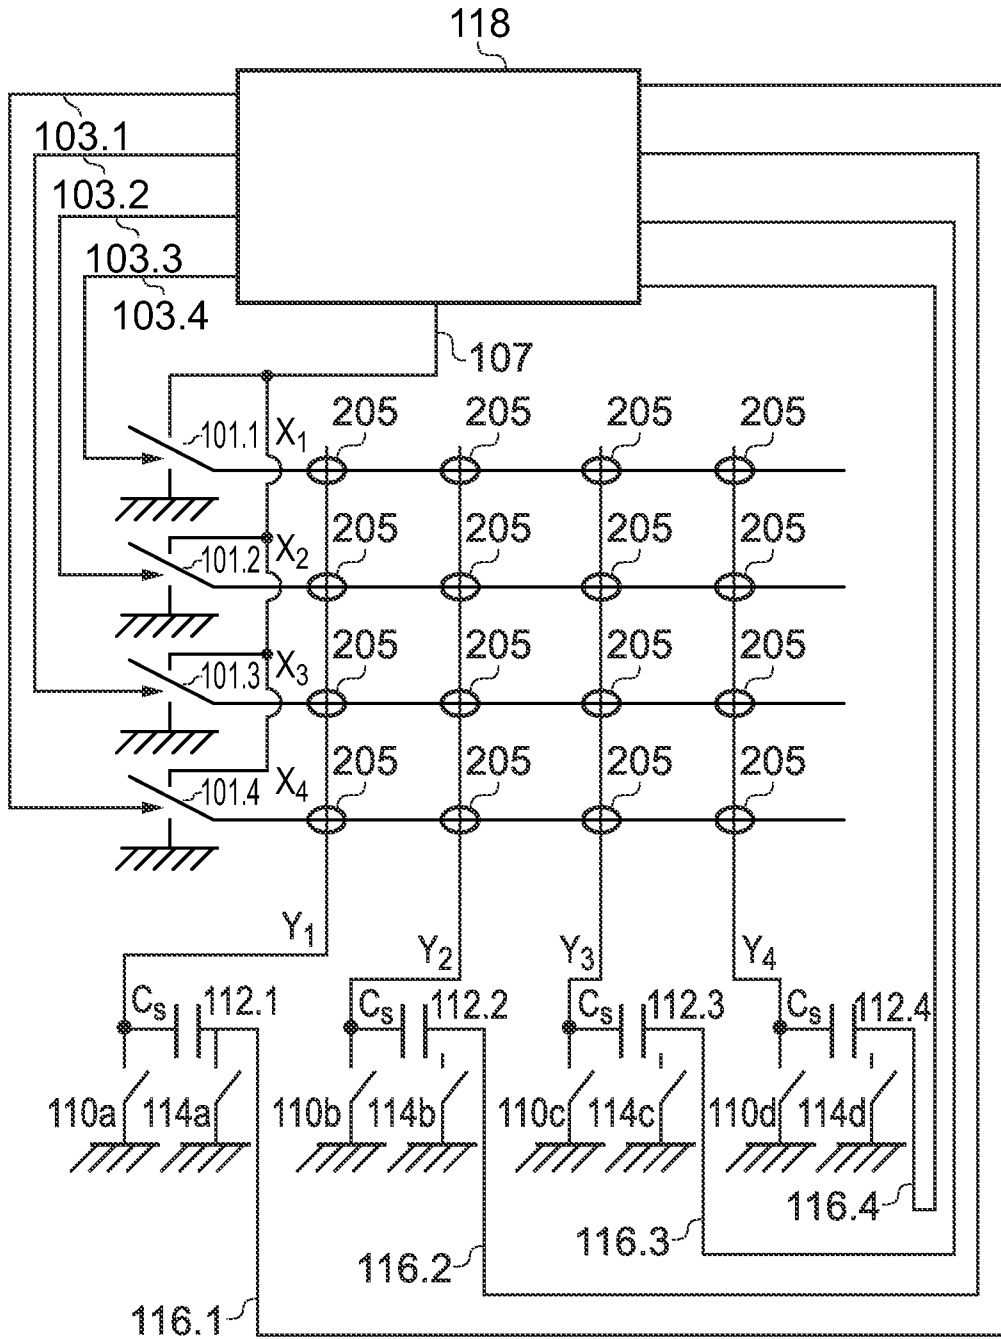 118
103.1
103.2
103.3
103.4
107
101.1 X1 205 205 205 205
101.2 X2 205 205 205 205
101.3 X3 205 205 205 205
101.4 X4 205 205 205 205
Y1 Y2 Y3 Y4
Cs 112.1 Cs 112.2 Cs 112.3 Cs 112.4
110a 114a 110b 114b 110c 114c 110d 114d
116.4
116.3
116.2
116.1